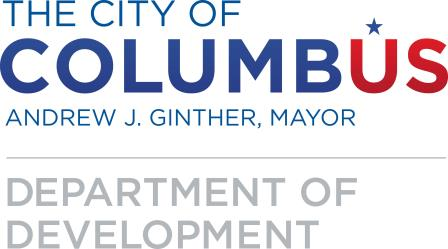 THE CITY OF
COLUMBUS
ANDREW J. GINTHER, MAYOR
DEPARTMENT OF
DEVELOPMENT